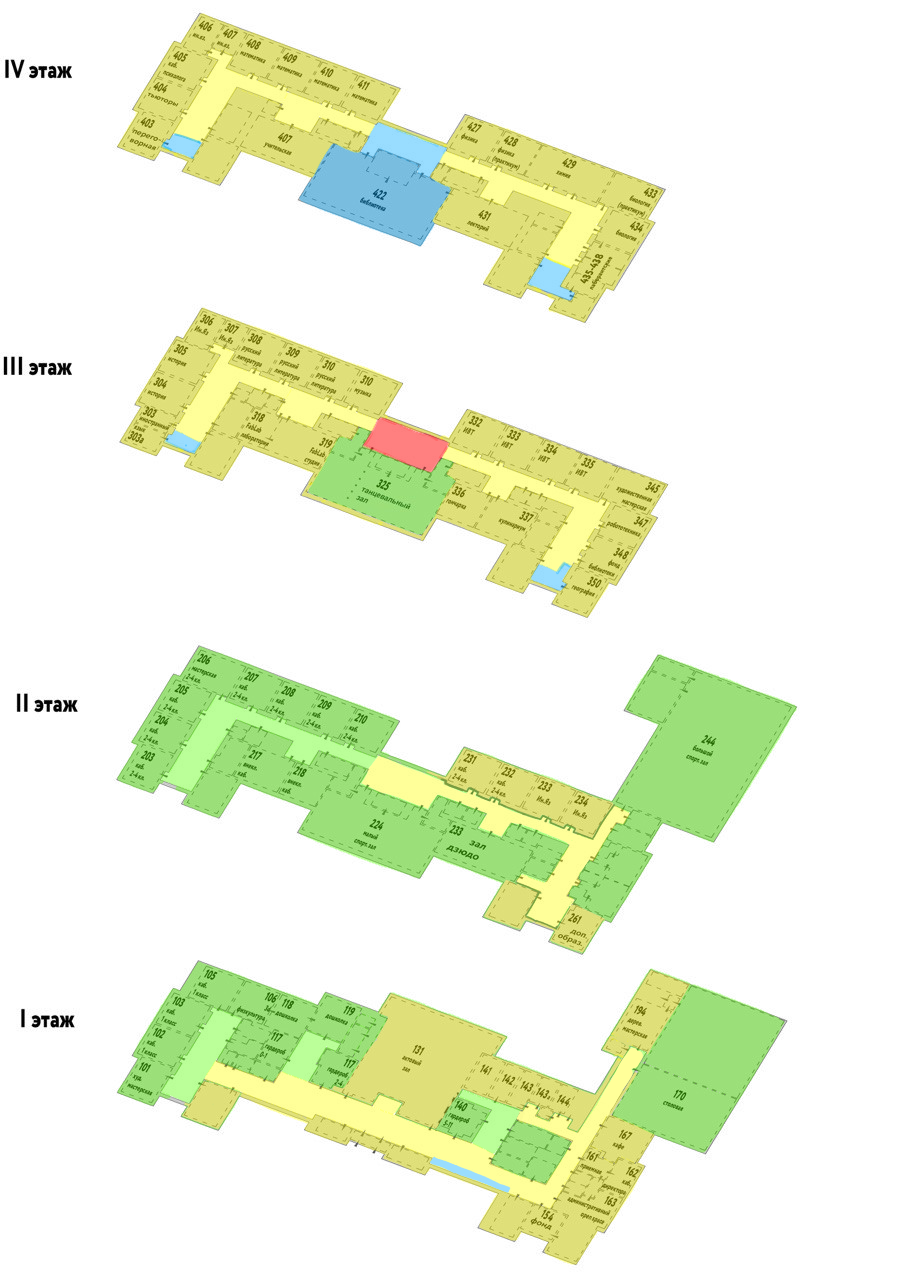 IV этаж
406
ин.яз.
407
ин.яз.
408
математика
409
математика
410
математика
411
математика
405
каб.
психолога
404
тьюторы
403
перего-
ворная
407
учительская
422
библиотека
427
физика
428
физика
(практикум)
429
химия
433
биология
(практикум)
434
биология
431
лекторий
435-438
лаборантская
III этаж
306
Ин.Яз
307
Ин.Яз
308
русский
литература
309
русский
литература
310
русский
литература
310
музыка
305
история
304
история
303
иностранный
язык
303а
318
FabLab
лаборатория
319
FabLab
студия
325
танцевальный
зал
332
ИВТ
333
ИВТ
334
ИВТ
335
ИВТ
345
художественная
мастерская
336
гончарка
337
кулинариум
347
робототехника
348
фонд
библиотеки
350
география
II этаж
206
мастерская
2-4 кл.
207
каб.
2-4 кл.
208
каб.
2-4 кл.
209
каб.
2-4 кл.
210
каб.
2-4 кл.
205
каб.
2-4 кл.
204
каб.
2-4 кл.
203
каб.
2-4 кл.
217
внекл.
каб.
218
внекл.
каб.
224
малый
спорт.зал
231
каб.
2-4 кл.
232
каб.
2-4 кл.
233
Ин.Яз
234
Ин.Яз
233
зал
дзюдо
244
большой
спорт.зал
261
доп.
образ.
I этаж
105
каб.
1 класс
106
физкультура
118
дошколка
119
дошколка
103
каб.
1 класс
102
каб.
1 класс
101
худ.
мастерская
117
гардероб
0-1
117
гардероб
2-4
131
актовый
зал
140
гардероб
5-11
141
142
143
143а
144
194
дерев.
мастерская
170
столовая
167
кафе
161
приемная
162
каб.
директора
163
административный
154
фонд